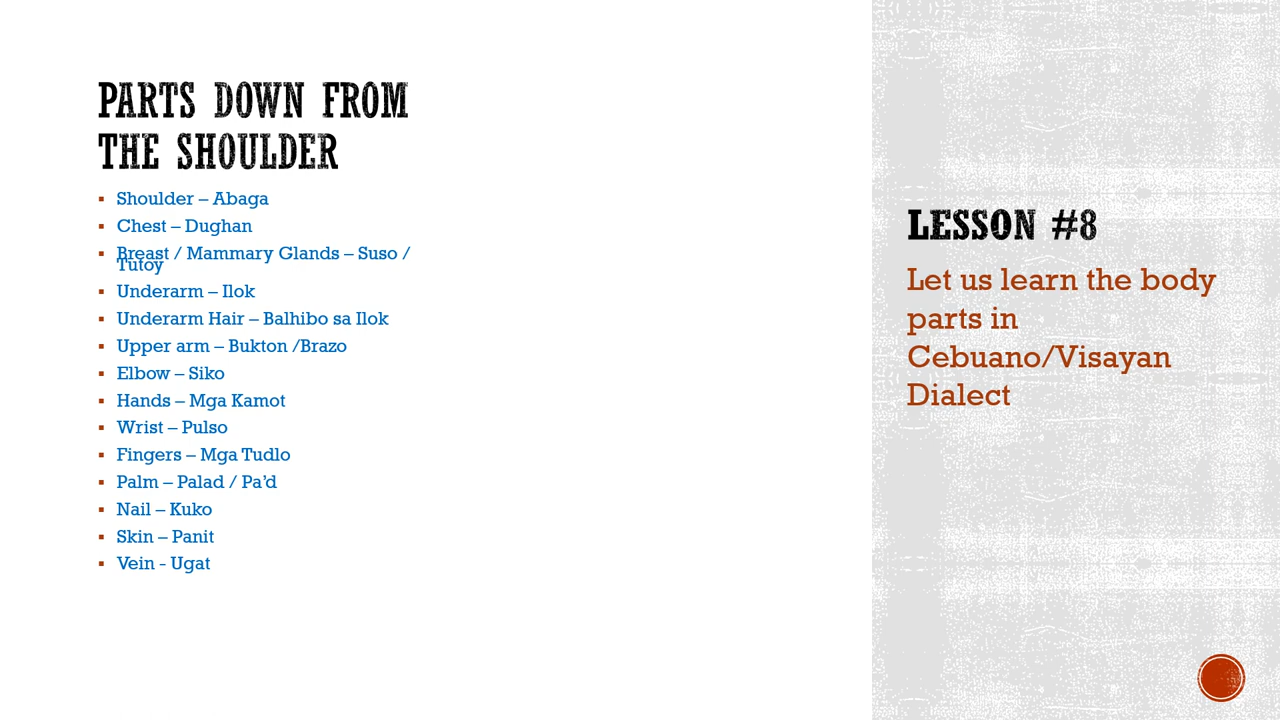 PARTS DOWN FROM
THE SHOULDER
▪ Shoulder – Abaga
▪ Chest – Dughan
▪ Breast / Mammary Glands – Suso /
Tutoy
▪ Underarm – Ilok
▪ Underarm Hair – Balhibo sa Ilok
▪ Upper arm – Bukton /Brazo
▪ Elbow – Siko
▪ Hands – Mga Kamot
▪ Wrist – Pulso
▪ Fingers – Mga Tudlo
▪ Palm – Palad / Pa’d
▪ Nail – Kuko
▪ Skin – Panit
▪ Vein - Ugat
LESSON #8
Let us learn the body
parts in
Cebuano/Visayan
Dialect